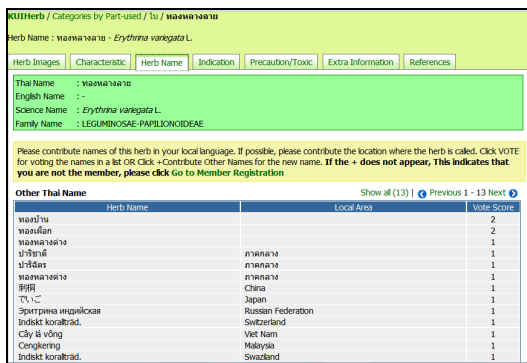 KUIHerb / Categories by Part-used / ใบ / ทองหลางลาย
Herb Name : ทองหลางลาย - Erythrina variegata L.
Herb Images Characteristic Herb Name Indication Precaution/Toxic Extra Information References
Thai Name : ทองหลางลาย
English Name : -
Science Name : Erythrina variegata L.
Family Name : LEGUMINOSAE-PAPILIONOIDEAE
Please contribute names of this herb in your local language. If possible, please contribute the location where the herb is called. Click VOTE
for voting the names in a list OR Click +Contribute Other Names for the new name. If the + does not appear, This indicates that
you are not the member, please click Go to Member Registration
Other Thai Name Show all (13) | Previous 1 - 13 Next
Herb Name Local Area Vote Score
ทองบ้าน 2
ทองเผือก 2
ทองหลางด่าง 1
ปาริชาติ ภาคกลาง 1
ปาริฉัตร ภาคกลาง 1
ทองหลางด่าง ภาคกลาง 1
刺桐 China 1
でいご Japan 1
Эритрина индийская Russian Federation 1
Indiskt korallträd. Switzerland 1
Cây lá vông Viet Nam 1
Cengkering Malaysia 1
Indiskt korallträd. Swaziland 1